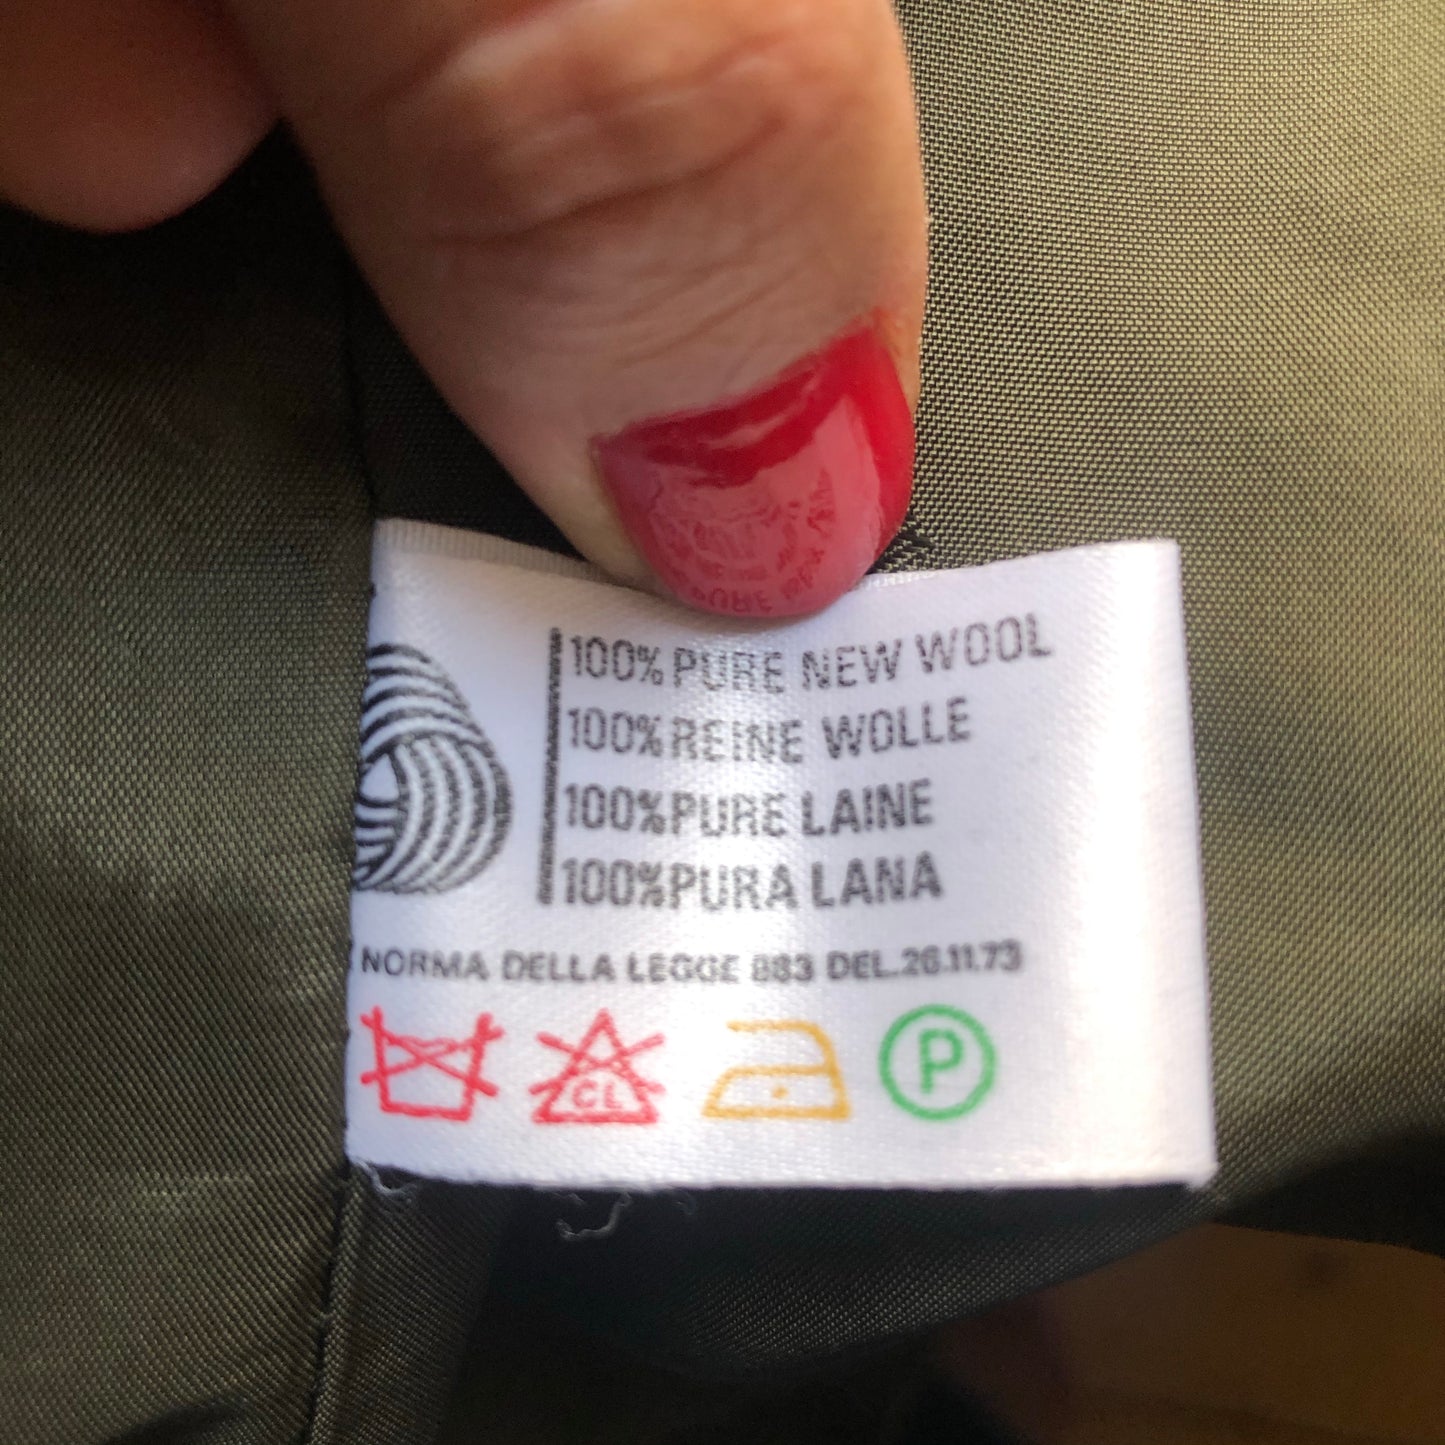 100% PURE NEW WOOL
100% REINE WOLLE
100% PURE LAINE
100% PURA LANA
NORMA DELLA LEGGE 883 DEL.26.11.73
CL
P